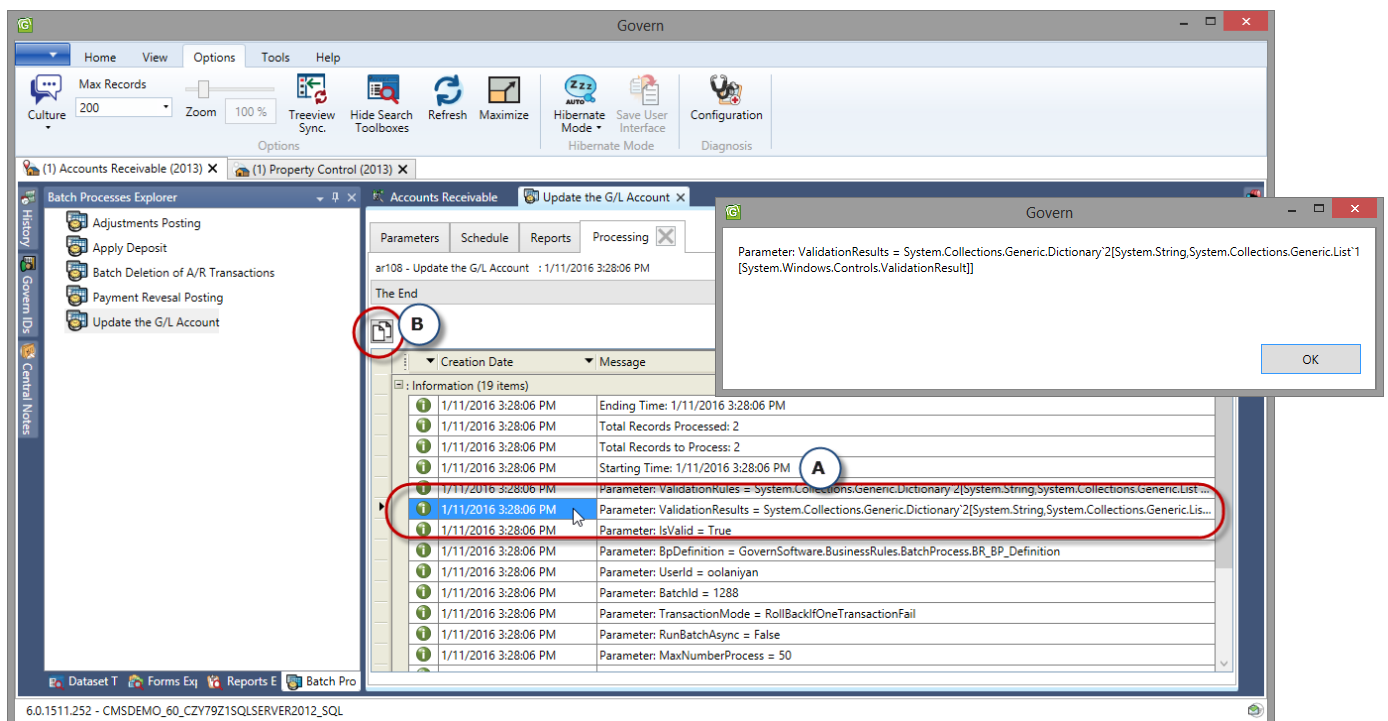 Govern
Home View Options Tools Help
Culture
Max Records
200
Zoom
100 %
Treeview Sync.
Hide Search Toolboxes
Refresh
Maximize
Options
Zzz
AUTO
Hibernate Mode
Save User Interface
Hibernate Mode
Configuration
Diagnosis
(1) Accounts Receivable (2013) X
(1) Property Control (2013) X
History
Govern IDs
Central Notes
Batch Processes Explorer
Adjustments Posting
Apply Deposit
Batch Deletion of A/R Transactions
Payment Revesal Posting
Update the G/L Account
Dataset T
Forms Exp
Reports E
Batch Pro
Accounts Receivable
Update the G/L Account X
Parameters Schedule Reports Processing
ar108 - Update the G/L Account : 1/11/2016 3:28:06 PM
The End
B
Creation Date Message
: Information (19 items)
1/11/2016 3:28:06 PM Ending Time: 1/11/2016 3:28:06 PM
1/11/2016 3:28:06 PM Total Records Processed: 2
1/11/2016 3:28:06 PM Total Records to Process: 2
1/11/2016 3:28:06 PM Starting Time: 1/11/2016 3:28:06 PM
A
1/11/2016 3:28:06 PM Parameter: ValidationRules = System.Collections.Generic.Dictionary`2[System.String,System.Collections.Generic.List`...
1/11/2016 3:28:06 PM Parameter: ValidationResults = System.Collections.Generic.Dictionary`2[System.String,System.Collections.Generic.Lis...
1/11/2016 3:28:06 PM Parameter: IsValid = True
1/11/2016 3:28:06 PM Parameter: BpDefinition = GovernSoftware.BusinessRules.BatchProcess.BR_BP_Definition
1/11/2016 3:28:06 PM Parameter: UserId = oolaniyan
1/11/2016 3:28:06 PM Parameter: BatchId = 1288
1/11/2016 3:28:06 PM Parameter: TransactionMode = RollBackIfOneTransactionFail
1/11/2016 3:28:06 PM Parameter: RunBatchAsync = False
1/11/2016 3:28:06 PM Parameter: MaxNumberProcess = 50
Govern
Parameter: ValidationResults = System.Collections.Generic.Dictionary`2[System.String,System.Collections.Generic.List`1
[System.Windows.Controls.ValidationResult]]
OK
6.0.1511.252 - CMSDEMO_60_CZY79Z1SQLSERVER2012_SQL